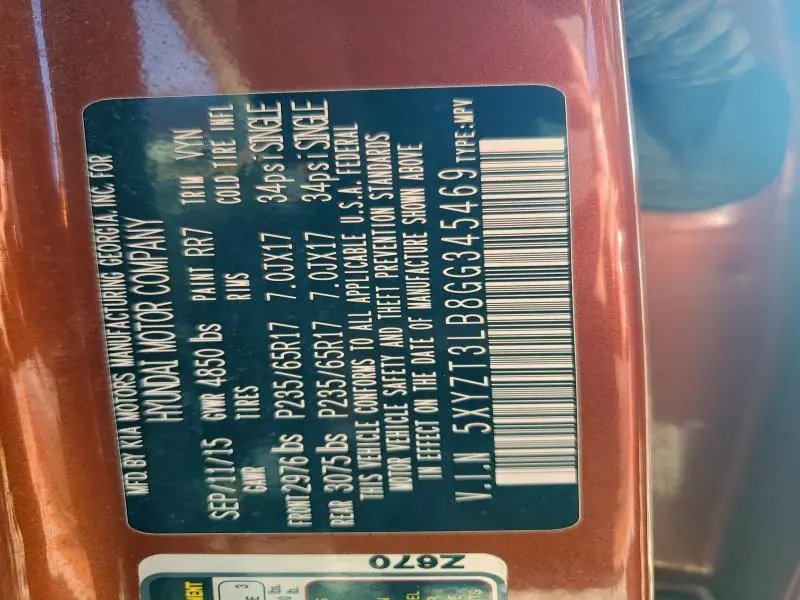 MFD BY KIA MOTORS MANUFACTURING GEORGIA, INC. FOR
HYUNDAI MOTOR COMPANY
SEP/11/15 GVWR 4850 lbs PAINT RR7 TRIM VYN
GAWR TIRES RIMS COLD TIRE INFL
FRONT 2976 lbs P235/65R17 7.0JX17 34psi SINGLE
REAR 3075 lbs P235/65R17 7.0JX17 34psi SINGLE
THIS VEHICLE CONFORMS TO ALL APPLICABLE U.S.A. FEDERAL
MOTOR VEHICLE SAFETY AND THEFT PREVENTION STANDARDS
IN EFFECT ON THE DATE OF MANUFACTURE SHOWN ABOVE
V.I.N 5XYZT3LB8GG345469 TYPE:MPV
Z670